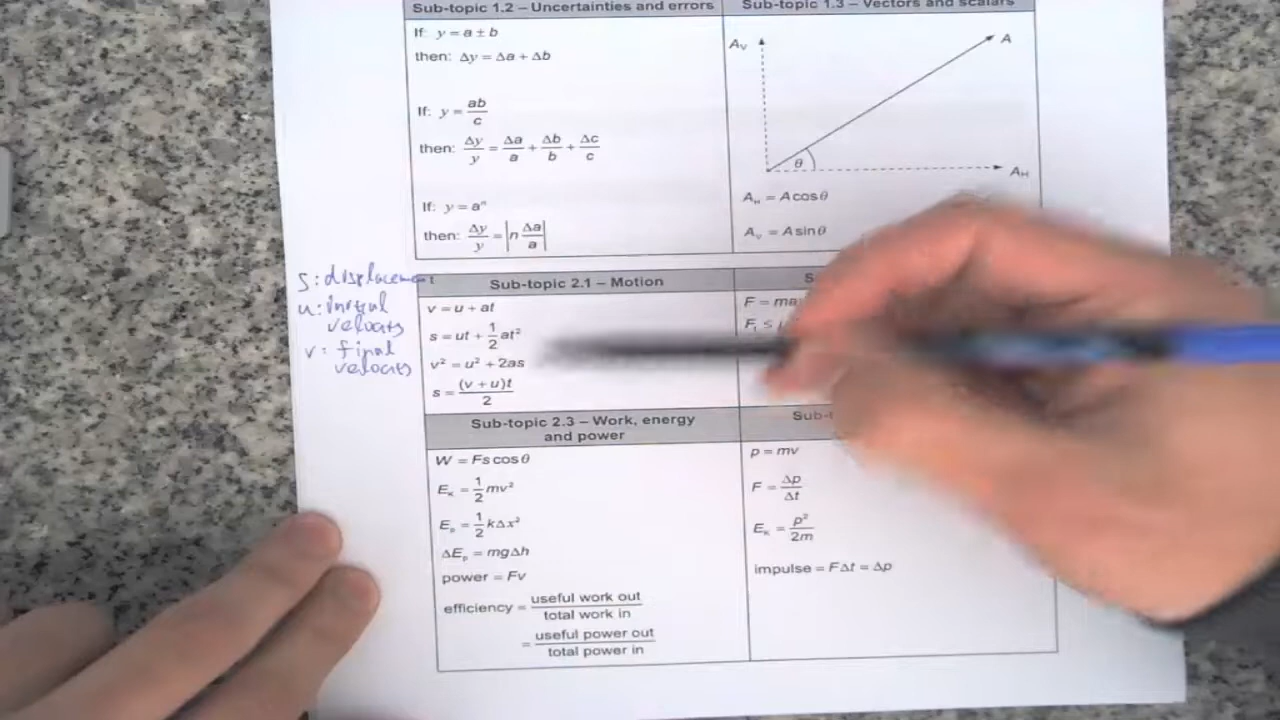 Sub-topic 1.2 – Uncertainties and errors
If: y = a ± b
then: Δy = Δa + Δb
If: y = ab/c
then: Δy/y = Δa/a + Δb/b + Δc/c
If: y = aⁿ
then: Δy/y = |n Δa/a|
Sub-topic 1.3 – Vectors and scalars
A_V
A
θ
A_H
A_H = A cos θ
A_V = A sin θ
s: displacement
u: initial
velocity
v: final
velocity
Sub-topic 2.1 – Motion
v = u + at
s = ut + 1/2 at²
v² = u² + 2as
s = (v + u)t/2
F = ma
Sub-topic 2.3 – Work, energy
and power
W = Fs cos θ
E_K = 1/2 mv²
E_p = 1/2 kΔx²
ΔE_p = mgΔh
power = Fv
efficiency = useful work out/total work in
= useful power out/total power in
p = mv
F = Δp/Δt
E_K = p²/2m
impulse = FΔt = Δp